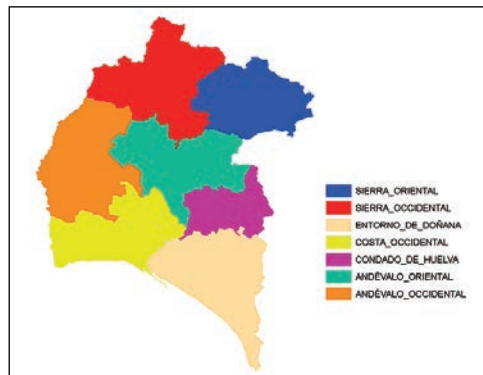 SIERRA_ORIENTAL
SIERRA_OCCIDENTAL
ENTORNO_DE_DOÑANA
COSTA_OCCIDENTAL
CONDADO_DE_HUELVA
ANDÉVALO_ORIENTAL
ANDÉVALO_OCCIDENTAL